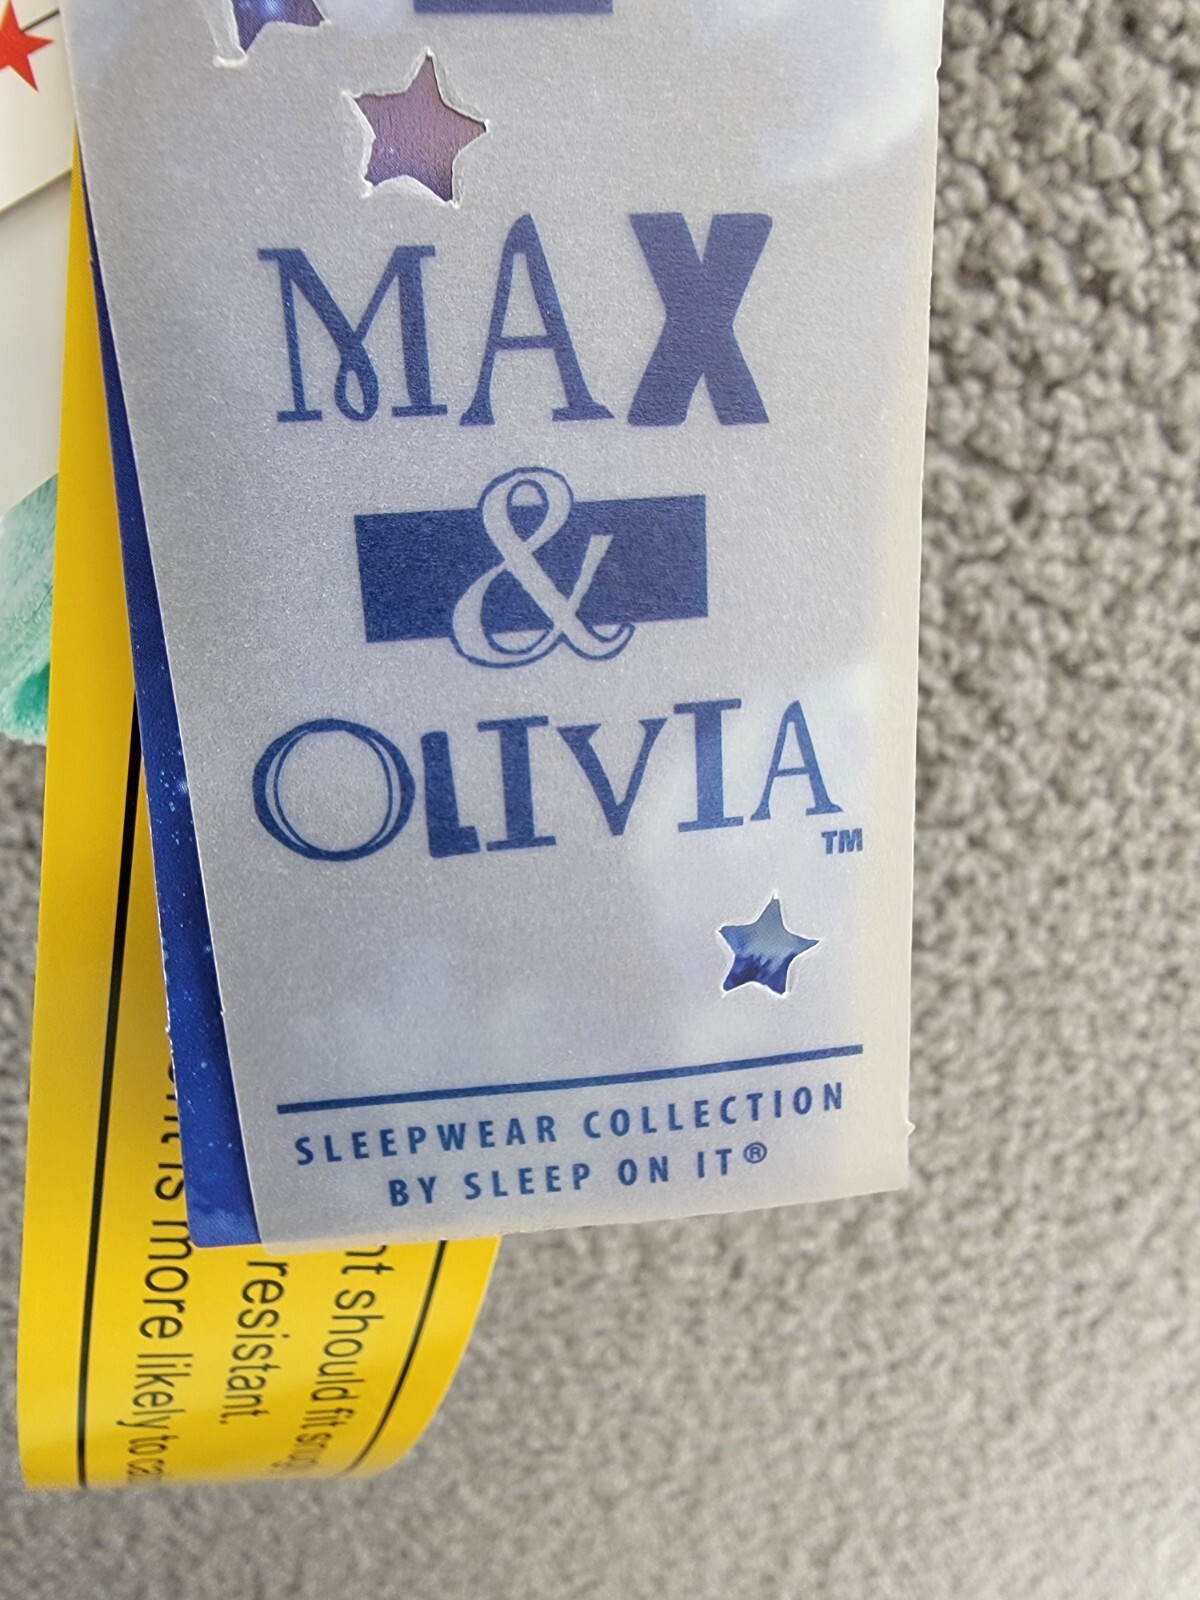 MAX
&
OLIVIA
TM
SLEEPWEAR COLLECTION
BY SLEEP ON IT®
should fit
resistant.
is more likely to